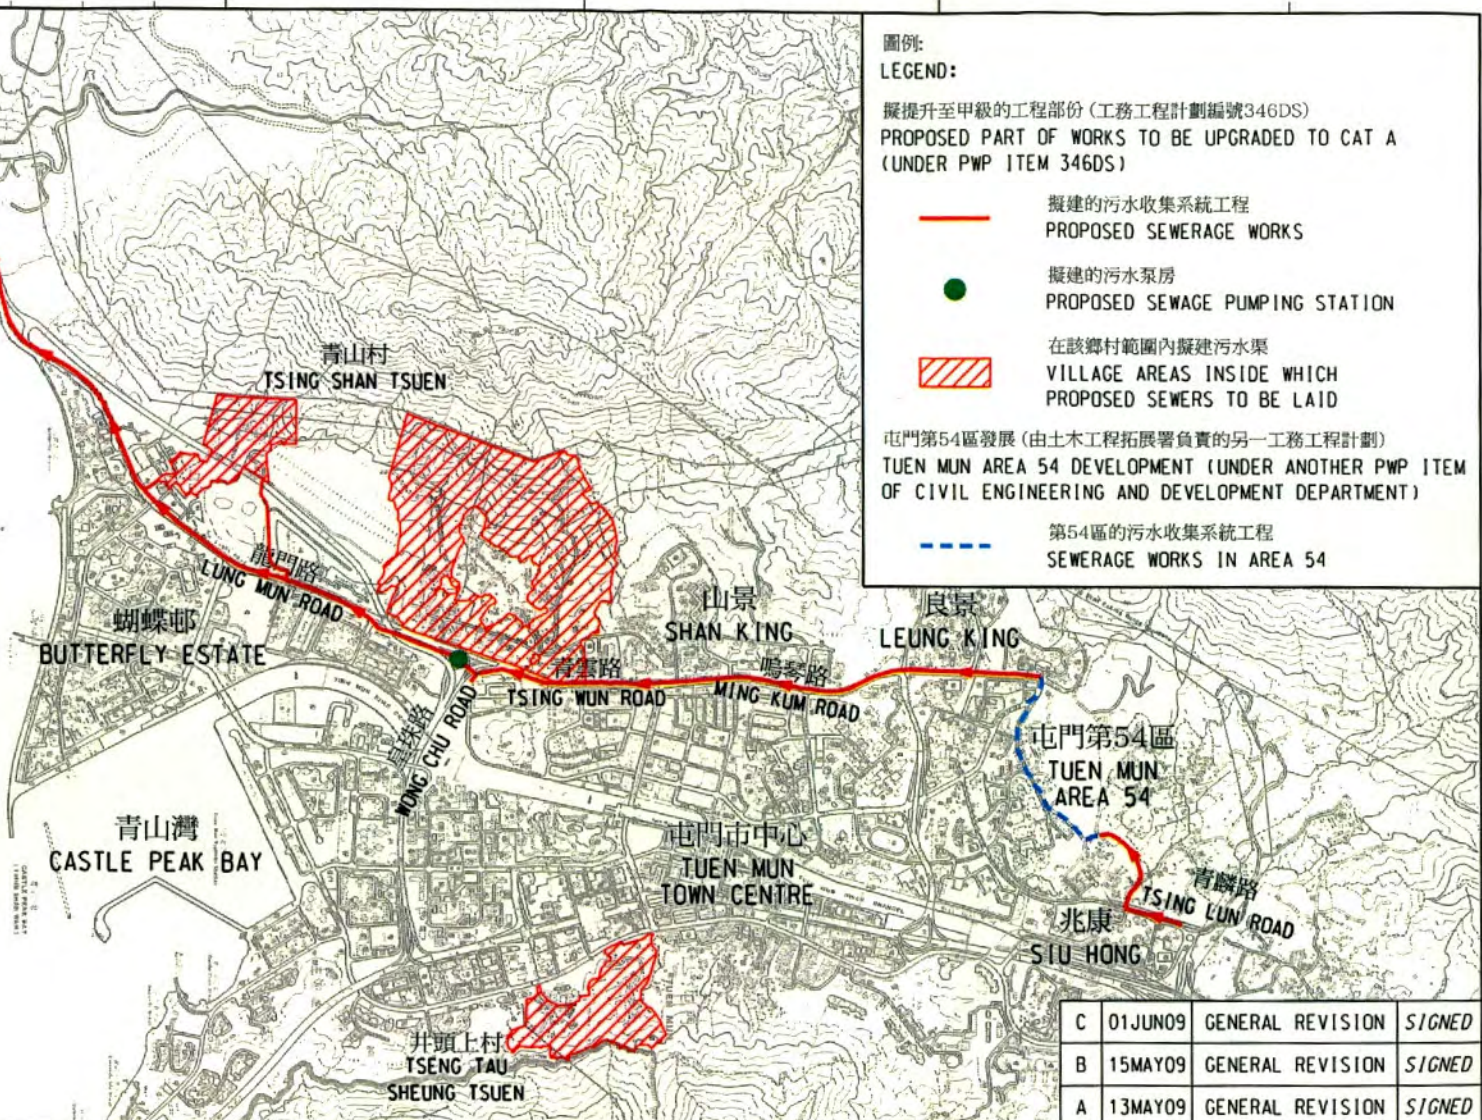 圖例:
LEGEND:
擬提升至甲級的工程部份 (工務工程計劃編號346DS)
PROPOSED PART OF WORKS TO BE UPGRADED TO CAT A
(UNDER PWP ITEM 346DS)
擬建的污水收集系統工程
PROPOSED SEWERAGE WORKS
擬建的污水泵房
PROPOSED SEWAGE PUMPING STATION
在該鄉村範圍內擬建污水渠
VILLAGE AREAS INSIDE WHICH
PROPOSED SEWERS TO BE LAID
屯門第54區發展 (由土木工程拓展署負責的另一工務工程計劃)
TUEN MUN AREA 54 DEVELOPMENT (UNDER ANOTHER PWP ITEM
OF CIVIL ENGINEERING AND DEVELOPMENT DEPARTMENT)
第54區的污水收集系統工程
SEWERAGE WORKS IN AREA 54
青山村
TSING SHAN TSUEN
龍門路
LUNG MUN ROAD
蝴蝶邨
BUTTERFLY ESTATE
山景
SHAN KING
良景
LEUNG KING
青雲路
TSING WUN ROAD
鳴琴路
MING KUM ROAD
皇珠路
WONG CHU ROAD
屯門第54區
TUEN MUN
AREA 54
青山灣
CASTLE PEAK BAY
屯門市中心
TUEN MUN
TOWN CENTRE
青麟路
TSING LUN ROAD
兆康
SIU HONG
井頭上村
TSENG TAU
SHEUNG TSUEN
C 01JUN09 GENERAL REVISION SIGNED
B 15MAY09 GENERAL REVISION SIGNED
A 13MAY09 GENERAL REVISION SIGNED